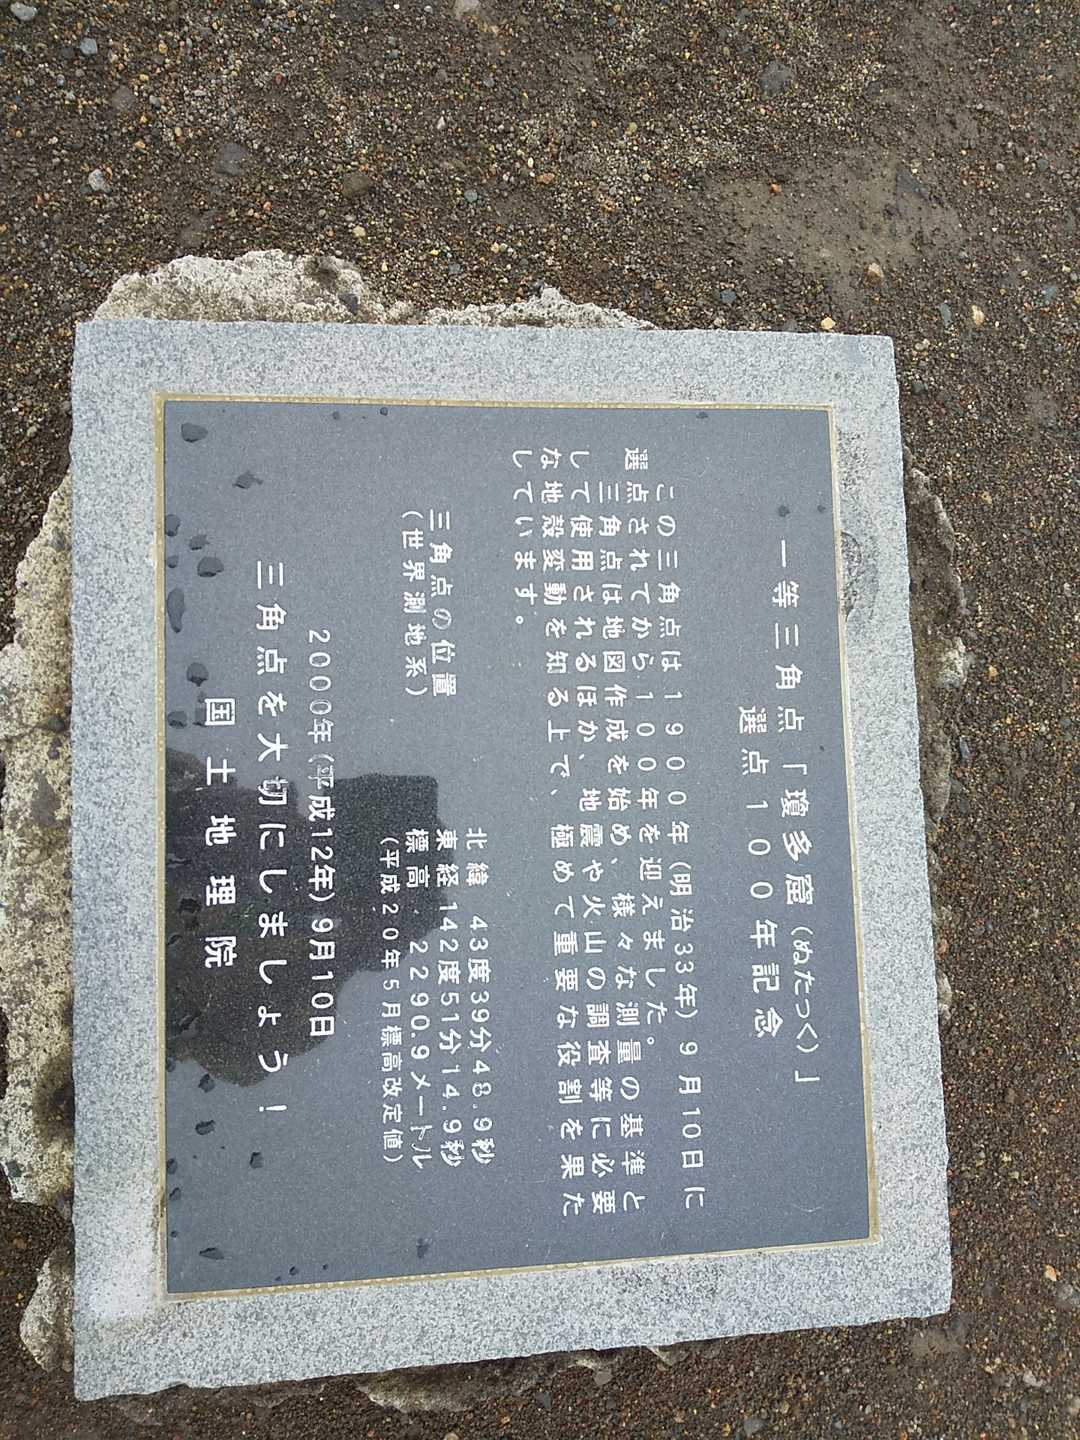 一等三角点「瓊多窟(ぬたっく)」
選点100年記念
この三角点は1900年(明治33年)9月10日に
選点されてから100年をを迎えました。
三角点は地図作成を始め、様々な測量の基準と
して使用されるほか、地震や火山の調査等に必要
な地殻変動を知る上で、極めて重要な役割を果た
しています。
三角点の位置 北緯 43度39分48.9秒
(世界測地系) 東経142度51分14.9秒
標高 2290.9メートル
(平成20年5月標高改定値)
2000年(平成12年)9月10日
三角点を大切にしましょう!
国土地理院